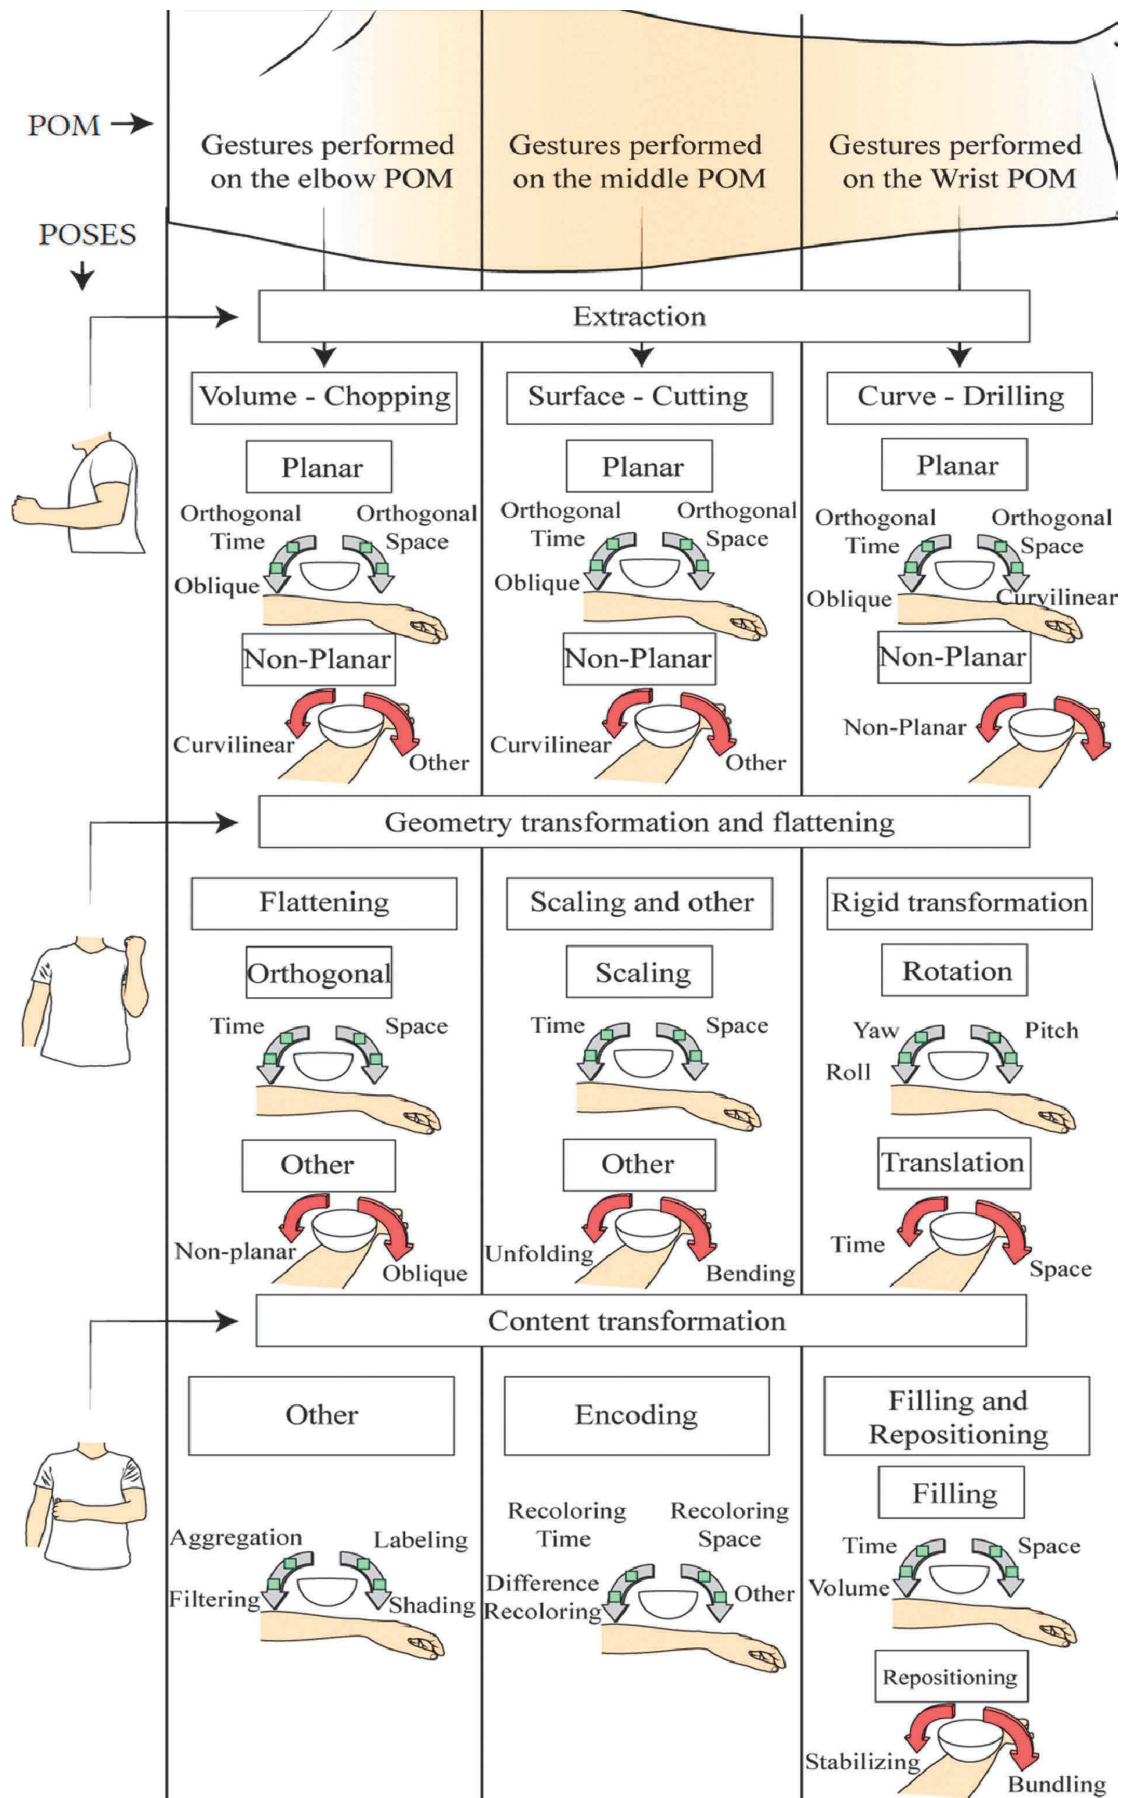 POM
Gestures performed
on the elbow POM
Gestures performed
on the middle POM
Gestures performed
on the Wrist POM
POSES
Extraction
Volume - Chopping
Surface - Cutting
Curve - Drilling
Planar
Planar
Planar
Orthogonal
Time
Orthogonal
Space
Oblique
Orthogonal
Time
Orthogonal
Space
Oblique
Orthogonal
Time
Orthogonal
Space
Oblique
Curvilinear
Non-Planar
Non-Planar
Non-Planar
Curvilinear
Other
Curvilinear
Other
Non-Planar
Geometry transformation and flattening
Flattening
Scaling and other
Rigid transformation
Orthogonal
Scaling
Rotation
Time
Space
Time
Space
Yaw
Pitch
Roll
Other
Other
Translation
Non-planar
Oblique
Unfolding
Bending
Time
Space
Content transformation
Other
Encoding
Filling and
Repositioning
Filling
Aggregation
Labeling
Filtering
Shading
Recoloring
Time
Recoloring
Space
Difference
Recoloring
Other
Time
Space
Volume
Repositioning
Stabilizing
Bundling